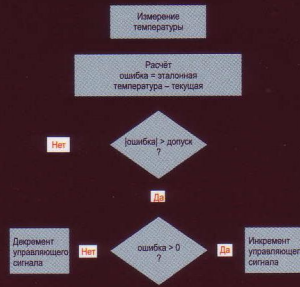 Измерение
температуры
Расчёт
ошибка = эталонная
температура – текущая
Нет
|ошибка| > допуск
?
Да
Декремент
управляющего
сигнала
Нет
ошибка > 0
?
Да
Инкремент
управляющего
сигнала